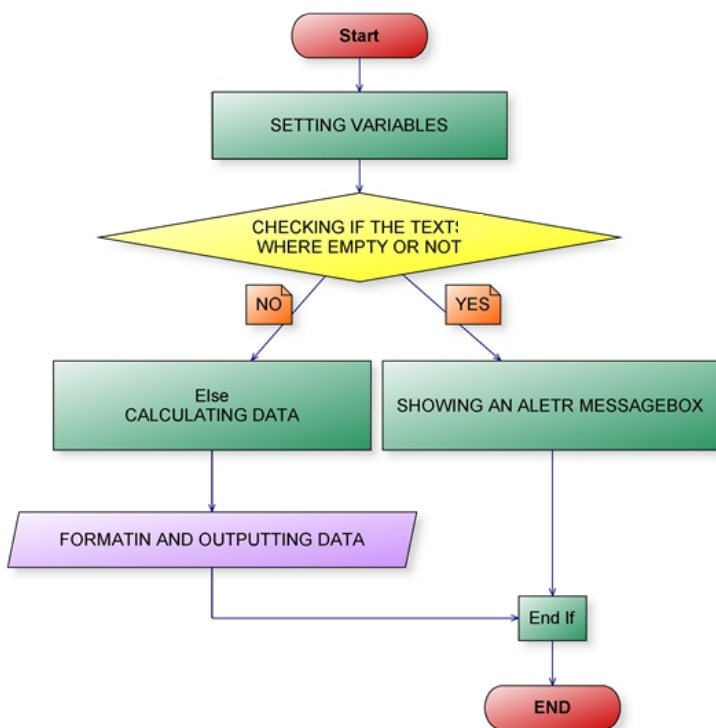 Start
SETTING VARIABLES
CHECKING IF THE TEXTS
WHERE EMPTY OR NOT
NO
YES
Else
CALCULATING DATA
SHOWING AN ALETR MESSAGEBOX
FORMATIN AND OUTPUTTING DATA
End If
END